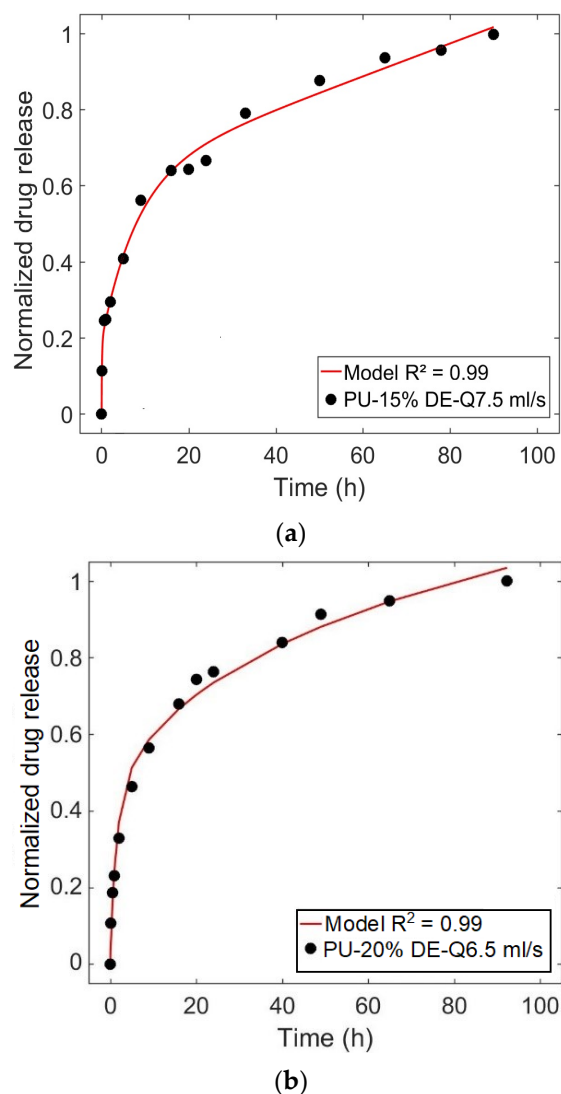 Normalized drug release
1
0.8
0.6
0.4
0.2
0
Model R² = 0.99
PU-15% DE-Q7.5 ml/s
0 20 40 60 80 100
Time (h)
(a)
Normalized drug release
1
0.8
0.6
0.4
0.2
0
Model R² = 0.99
PU-20% DE-Q6.5 ml/s
0 20 40 60 80 100
Time (h)
(b)